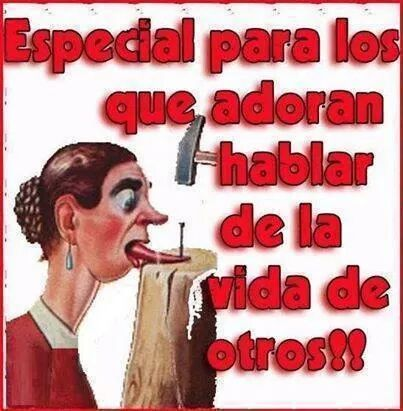 Especial para los
que adoran
hablar
de la
vida de
otros!!